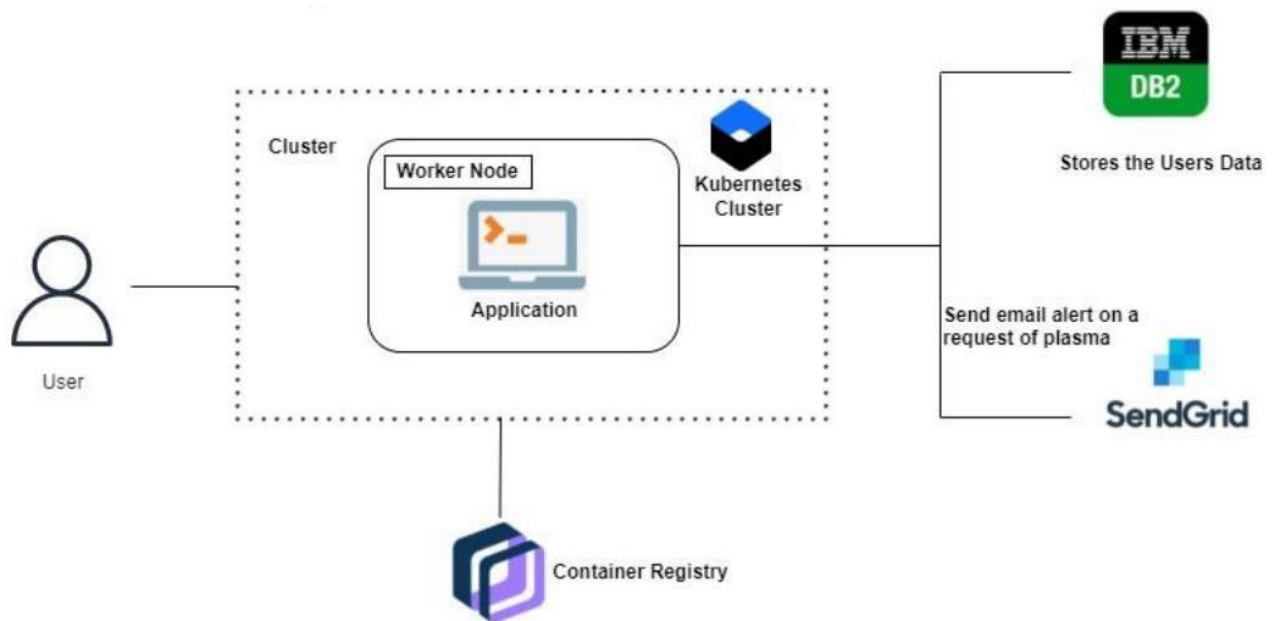 IBM
DB2
Cluster
Worker Node
Kubernetes
Cluster
Stores the Users Data
Application
Send email alert on a
request of plasma
User
SendGrid
Container Registry